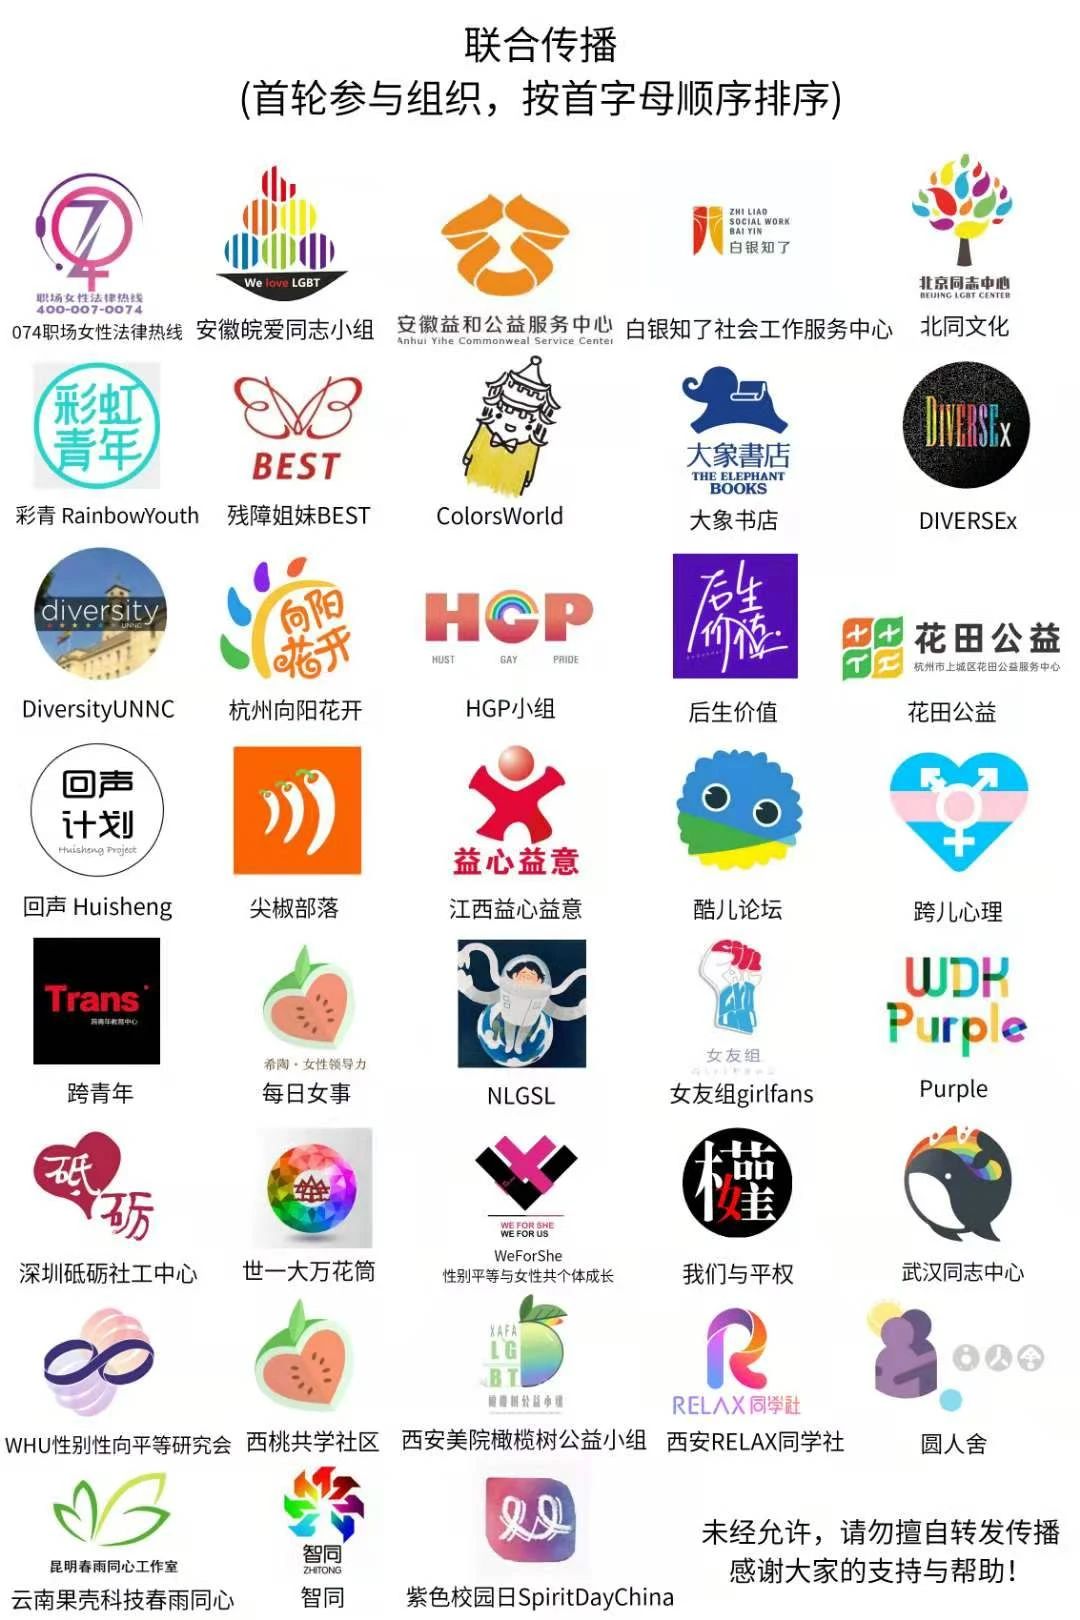 联合传播
(首轮参与组织，按首字母顺序排序)
职场女性法律热线
400-007-0074
074职场女性法律热线
We love LGBT
安徽皖爱同志小组
安徽益和公益服务中心
Anhui Yihe Commonweal Service Center
ZHI LIAO
SOCIAL WORK
BAI YIN
白银知了
白银知了社会工作服务中心
北京同志中心
BEIJING LGBT CENTER
北同文化
彩虹
青年
彩青 RainbowYouth
BEST
残障姐妹BEST
ColorsWorld
大象書店
THE ELEPHANT
BOOKS
大象书店
DIVERSEx
DIVERSEx
diversity
UNNC
DiversityUNNC
向阳
花开
杭州向阳花开
HGP
HUST GAY PRIDE
HGP小组
后生
价值
后生价值
花田公益
杭州市上城区花田公益服务中心
花田公益
回声
计划
Huisheng Project
回声 Huisheng
尖椒部落
益心益意
江西益心益意
酷儿论坛
跨儿心理
Trans
跨青年教育中心
跨青年
希陶·女性领导力
每日女事
NLGSL
女友组
女友组girlfans
WDK
Purple
Purple
砥
砺
深圳砥砺社工中心
世一大万花筒
WE FOR SHE
WE FOR US
WeForShe
性别平等与女性共个体成长
我们与平权
武汉同志中心
WHU性别性向平等研究会
西桃共学社区
XAFA
LG
BT
橄榄树公益小组
西安美院橄榄树公益小组
RELAX同学社
西安RELAX同学社
圆人舍
昆明春雨同心工作室
云南果壳科技春雨同心
智同
ZHITONG
智同
紫色校园日SpiritDayChina
未经允许，请勿擅自转发传播
感谢大家的支持与帮助！